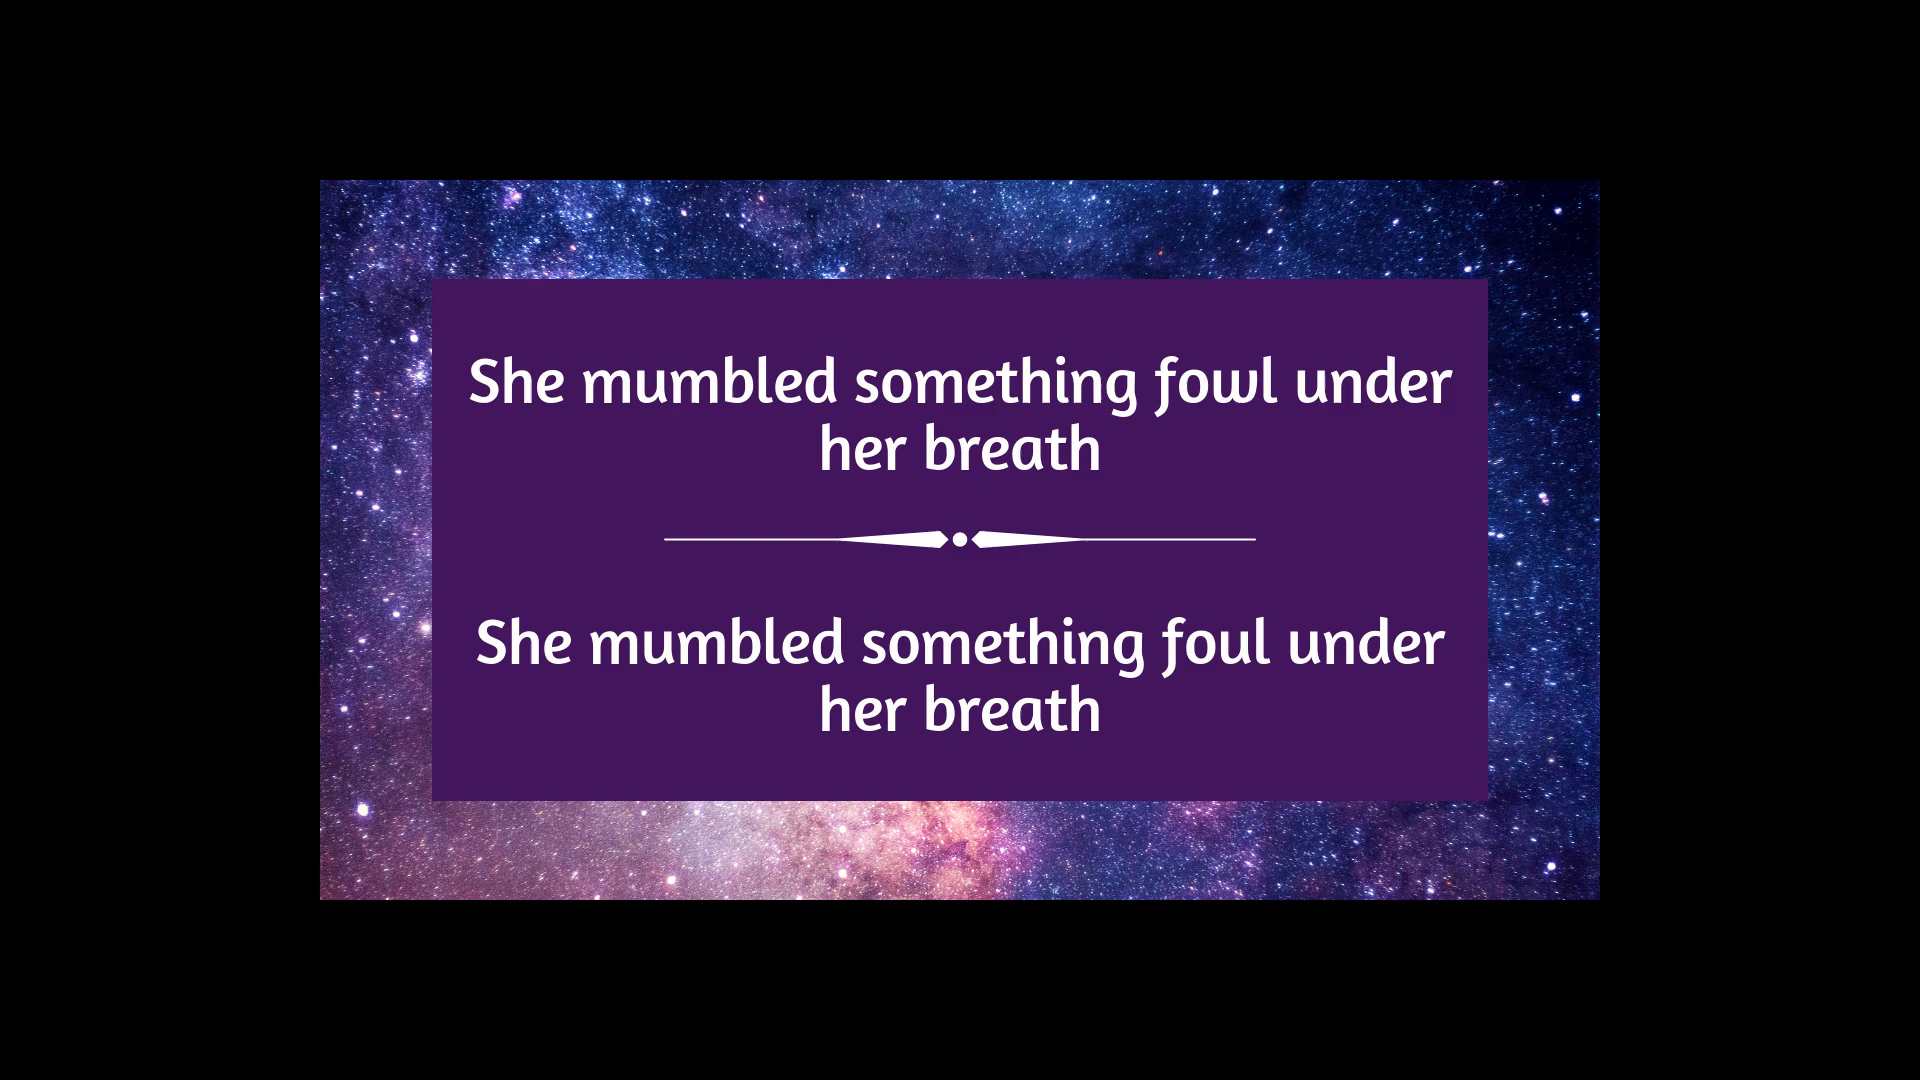 She mumbled something fowl under
her breath
She mumbled something foul under
her breath